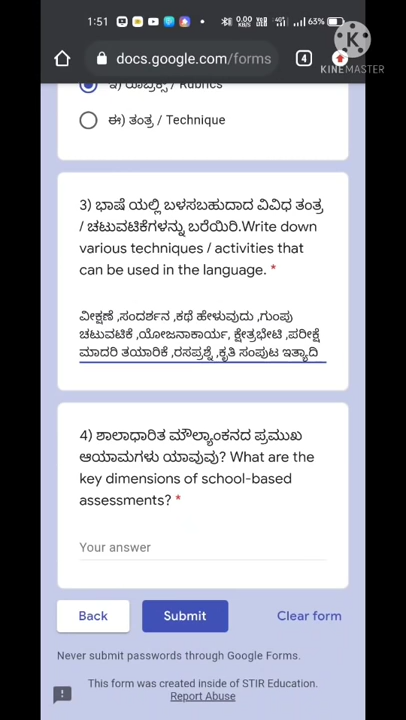 1:51
63%
docs.google.com/forms
4
KINEMASTER
ಇ) ರೂಬ್ರಿಕ್ಸ್ / Rubrics
ಈ) ತಂತ್ರ / Technique
3) ಭಾಷೆ ಯಲ್ಲಿ ಬಳಸಬಹುದಾದ ವಿವಿಧ ತಂತ್ರ
/ ಚಟುವಟಿಕೆಗಳನ್ನು ಬರೆಯಿರಿ.Write down
various techniques / activities that
can be used in the language. *
ವೀಕ್ಷಣೆ ,ಸಂದರ್ಶನ ,ಕಥೆ ಹೇಳುವುದು ,ಗುಂಪು
ಚಟುವಟಿಕೆ ,ಯೋಜನಾಕಾರ್ಯ, ಕ್ಷೇತ್ರಭೇಟಿ ,ಪರೀಕ್ಷೆ
ಮಾದರಿ ತಯಾರಿಕೆ ,ರಸಪ್ರಶ್ನೆ ,ಕೃತಿ ಸಂಪುಟ ಇತ್ಯಾದಿ
4) ಶಾಲಾಧಾರಿತ ಮೌಲ್ಯಾಂಕನದ ಪ್ರಮುಖ
ಆಯಾಮಗಳು ಯಾವುವು? What are the
key dimensions of school-based
assessments? *
Your answer
Back
Submit
Clear form
Never submit passwords through Google Forms.
This form was created inside of STIR Education.
Report Abuse